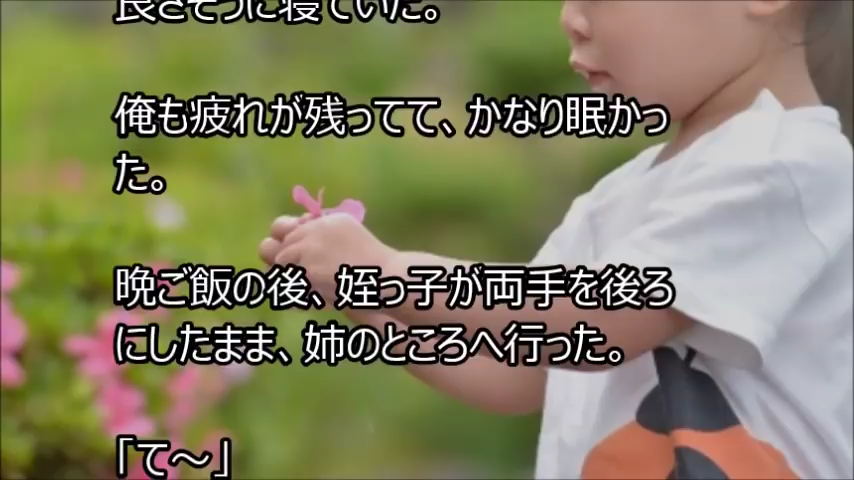 良さそうに寝ていた。
俺も疲れが残ってて、かなり眠かっ
た。
晩ご飯の後、姪っ子が両手を後ろ
にしたまま、姉のところへ行った。
「て～」